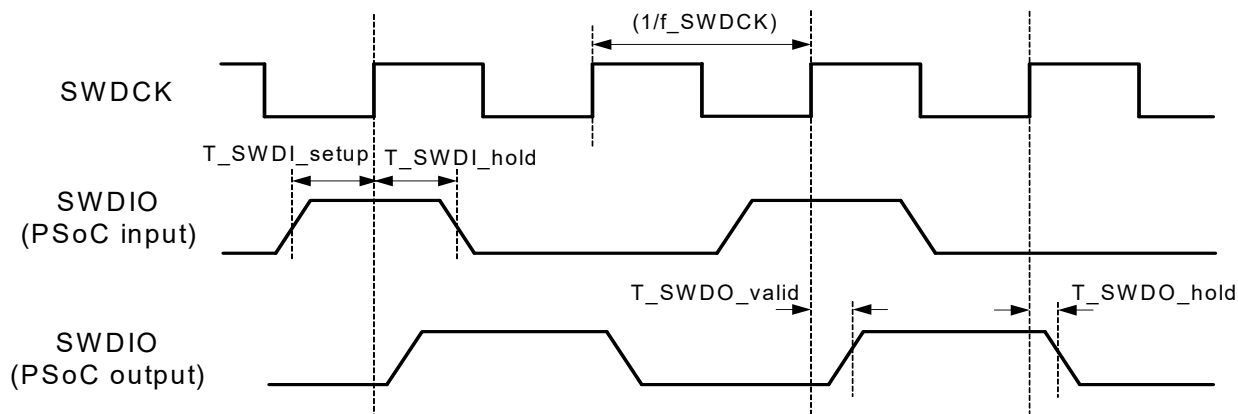 (1/f_SWDCK)
SWDCK
T_SWDI_setup
T_SWDI_hold
SWDIO
(PSoC input)
T_SWDO_valid
T_SWDO_hold
SWDIO
(PSoC output)